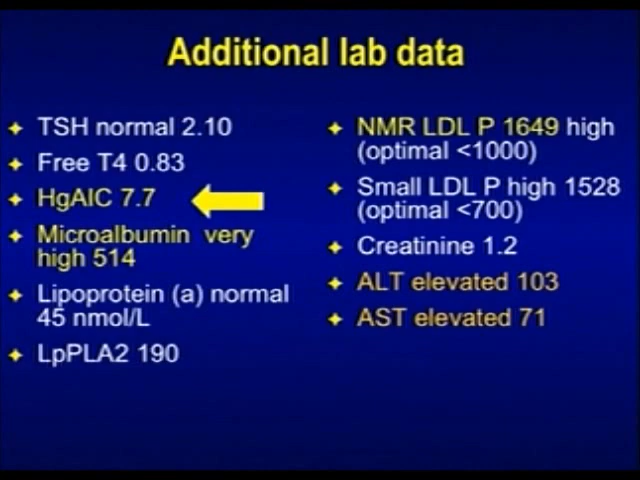 Additional lab data
TSH normal 2.10
Free T4 0.83
HgAIC 7.7
Microalbumin very
high 514
Lipoprotein (a) normal
45 nmol/L
LpPLA2 190
NMR LDL P 1649 high
(optimal <1000)
Small LDL P high 1528
(optimal <700)
Creatinine 1.2
ALT elevated 103
AST elevated 71